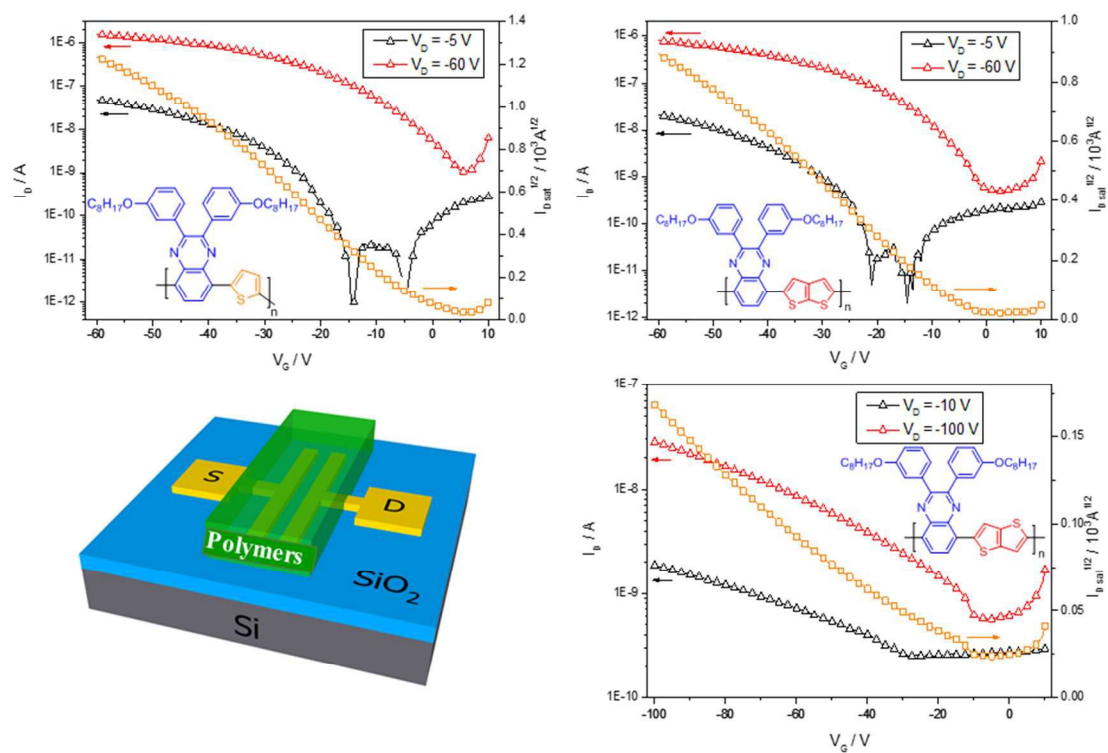 V_D = -5 V
V_D = -60 V
1E-6
1E-7
1E-8
1E-9
1E-10
1E-11
1E-12
I_D / A
1.4
1.2
1.0
0.8
0.6
0.4
0.2
0.0
I_D sat^1/2 / 10^3A^1/2
C8H17
O
OC8H17
N
N
S
n
-60
-50
-40
-30
-20
-10
0
10
V_G / V
V_D = -5 V
V_D = -60 V
1E-6
1E-7
1E-8
1E-9
1E-10
1E-11
1E-12
I_D / A
1.0
0.8
0.6
0.4
0.2
0.0
I_D sat^1/2 / 10^3A^1/2
C8H17
O
OC8H17
N
N
S
S
n
-60
-50
-40
-30
-20
-10
0
10
V_G / V
S
D
Polymers
SiO2
Si
V_D = -10 V
V_D = -100 V
1E-7
1E-8
1E-9
1E-10
I_D / A
0.15
0.10
0.05
0.00
I_D sat^1/2 / 10^3A^1/2
C8H17
O
OC8H17
N
N
S
S
n
-100
-80
-60
-40
-20
0
V_G / V